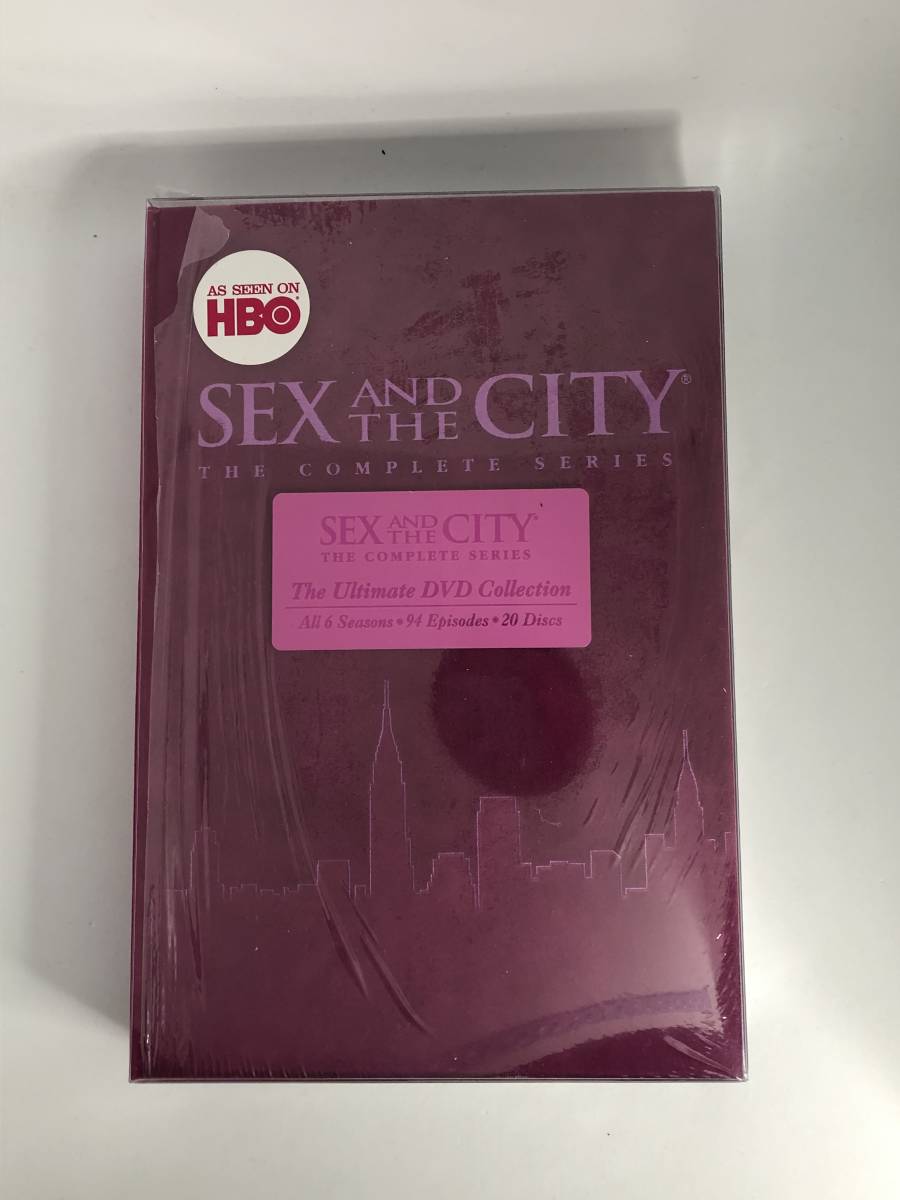 AS SEEN ON
HBO®
SEX AND THE CITY®
THE COMPLETE SERIES
SEX AND THE CITY®
THE COMPLETE SERIES
The Ultimate DVD Collection
All 6 Seasons • 94 Episodes • 20 Discs